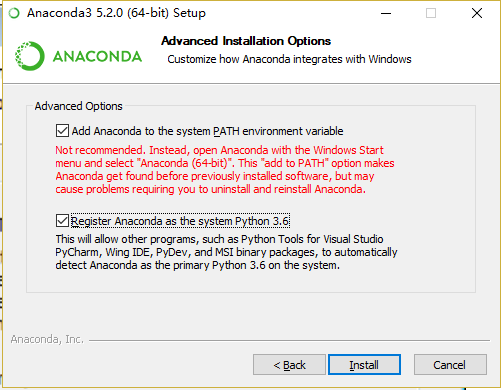 Anaconda3 5.2.0 (64-bit) Setup
ANACONDA
Advanced Installation Options
Customize how Anaconda integrates with Windows
Advanced Options
Add Anaconda to the system PATH environment variable
Not recommended. Instead, open Anaconda with the Windows Start
menu and select "Anaconda (64-bit)". This "add to PATH" option makes
Anaconda get found before previously installed software, but may
cause problems requiring you to uninstall and reinstall Anaconda.
Register Anaconda as the system Python 3.6
This will allow other programs, such as Python Tools for Visual Studio
PyCharm, Wing IDE, PyDev, and MSI binary packages, to automatically
detect Anaconda as the primary Python 3.6 on the system.
Anaconda, Inc.
< Back
Install
Cancel